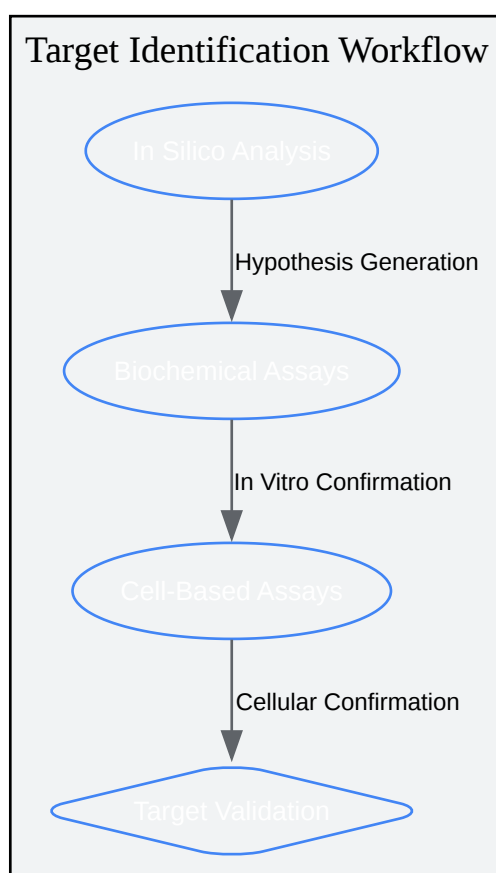 Target Identification Workflow
In Silico Analysis
Hypothesis Generation
Biochemical Assays
In Vitro Confirmation
Cell-Based Assays
Cellular Confirmation
Target Validation